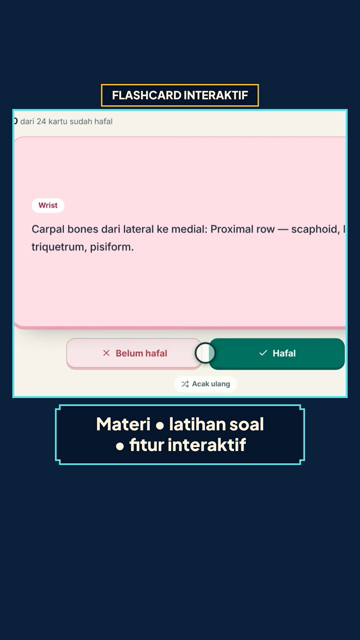 FLASHCARD INTERAKTIF
dari 24 kartu sudah hafal
Wrist
Carpal bones dari lateral ke medial: Proximal row — scaphoid,
triquetrum, pisiform.
Belum hafal
Hafal
Acak ulang
Materi ● latihan soal
● fitur interaktif